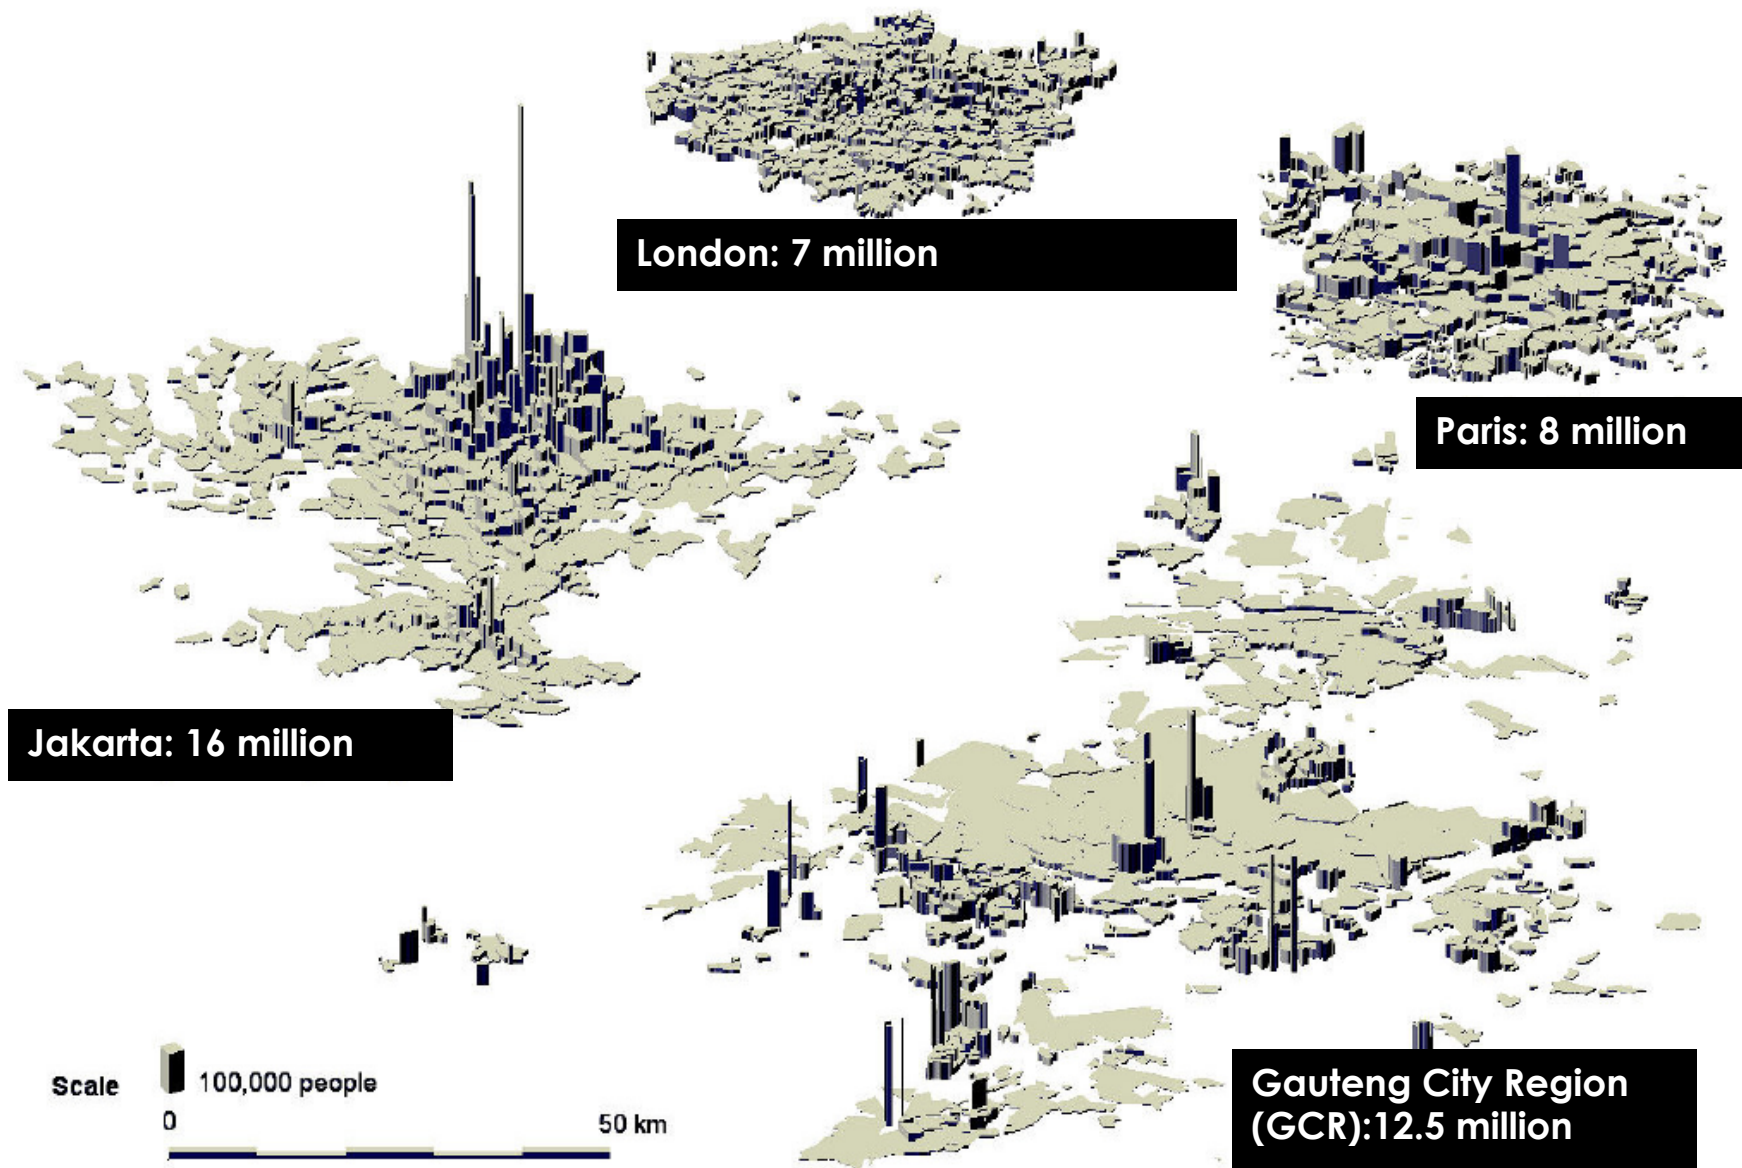 London: 7 million
Paris: 8 million
Jakarta: 16 million
Scale
100,000 people
0
50 km
Gauteng City Region
(GCR):12.5 million